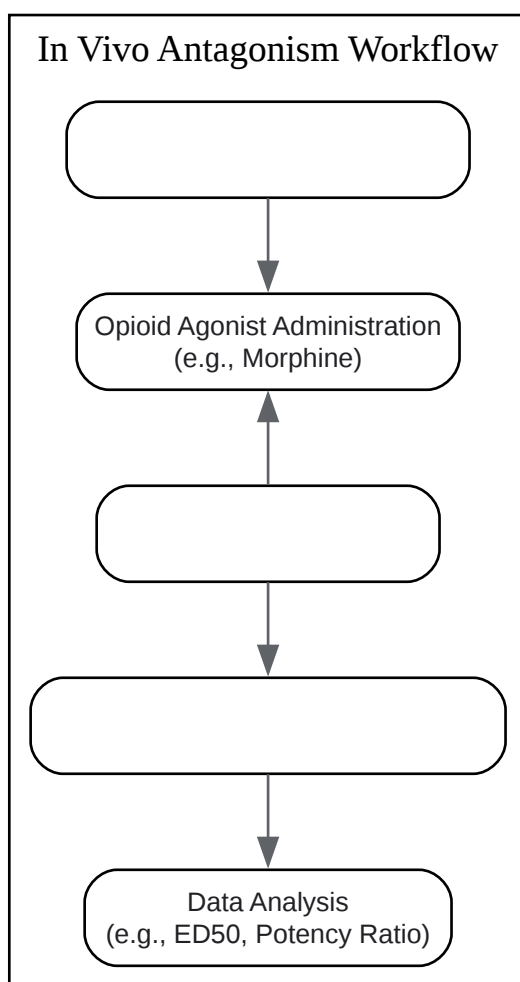 In Vivo Antagonism Workflow
Opioid Agonist Administration
(e.g., Morphine)
Data Analysis
(e.g., ED50, Potency Ratio)